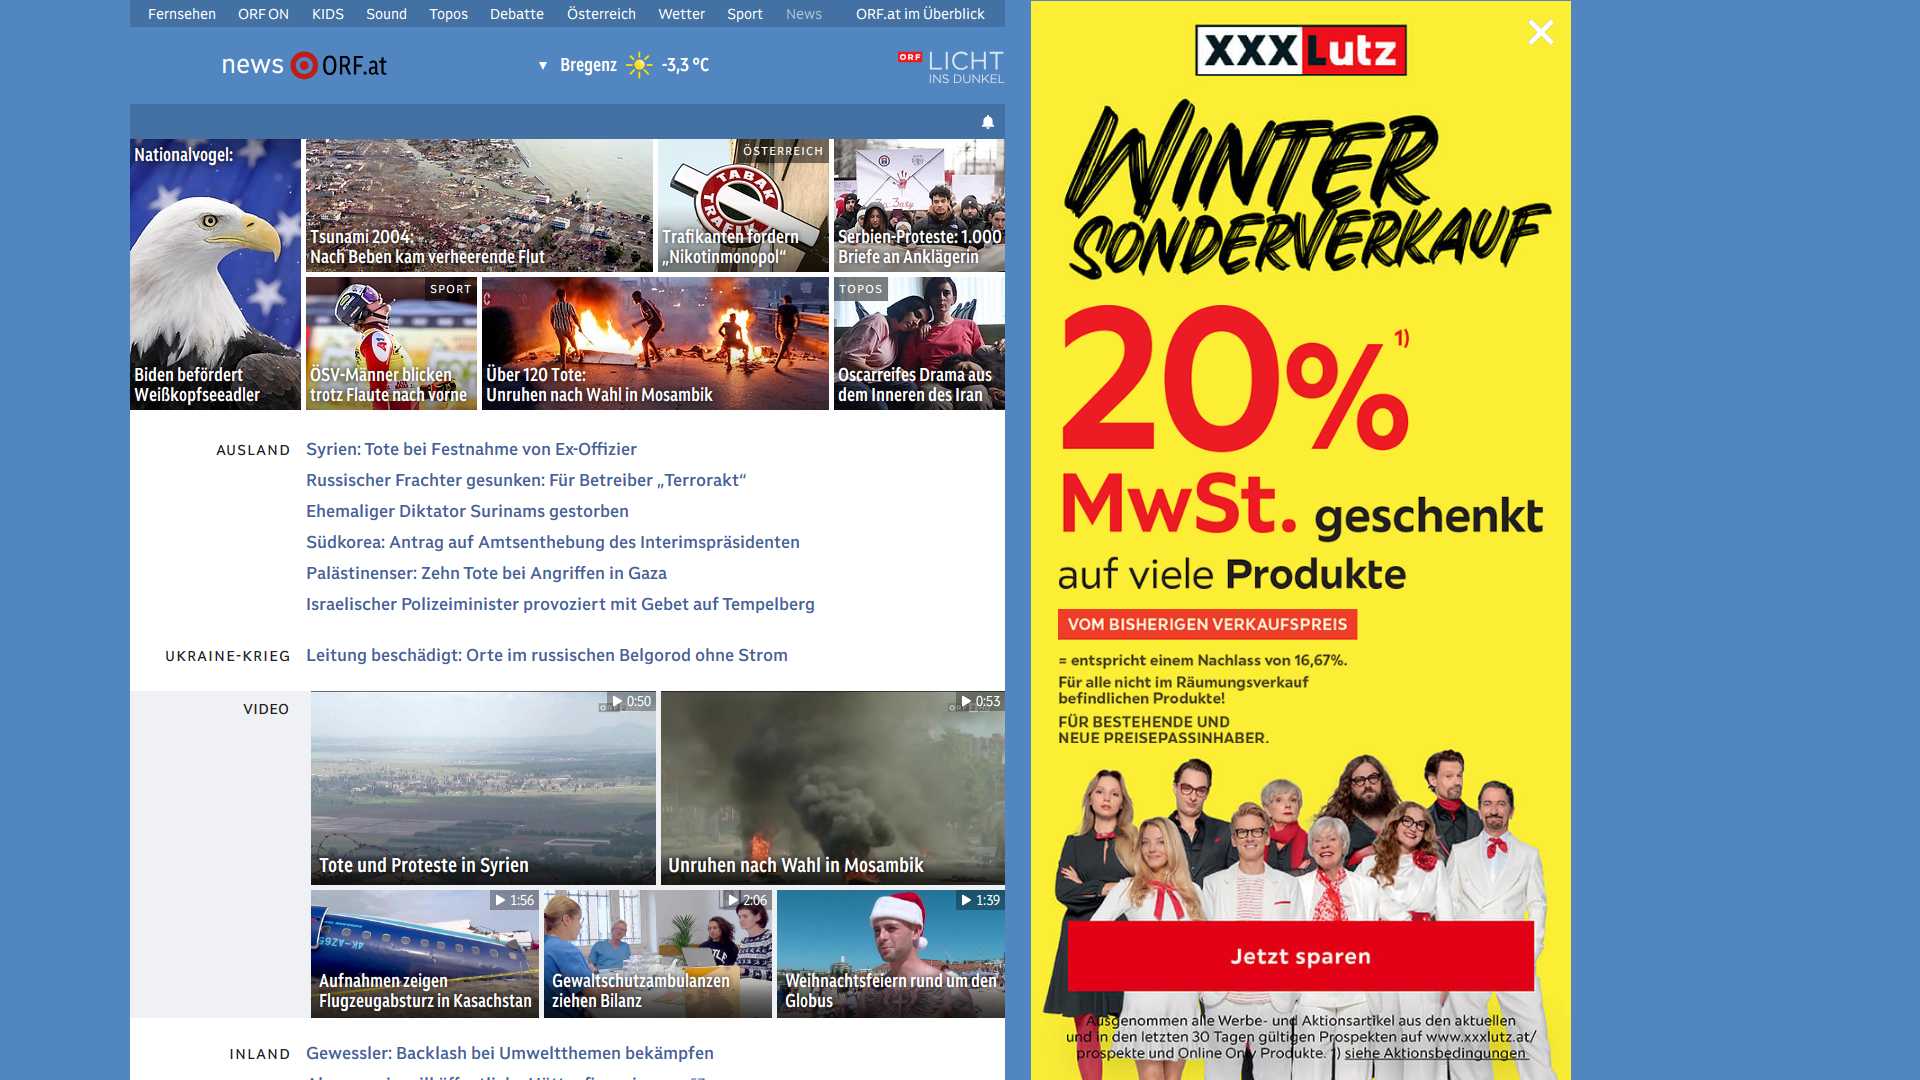 Fernsehen ORF ON KIDS Sound Topos Debatte Österreich Wetter Sport News ORF.at im Überblick
news ORF.at
Bregenz -3,3 °C
ORF LICHT
INS DUNKEL
Nationalvogel:
Biden befördert
Weißkopfseeadler
Tsunami 2004:
Nach Beben kam verheerende Flut
ÖSTERREICH
TABAK
TRAFIK
Trafikanten fordern
„Nikotinmonopol“
Serbien-Proteste: 1.000
Briefe an Anklägerin
SPORT
ÖSV-Männer blicken
trotz Flaute nach vorne
Über 120 Tote:
Unruhen nach Wahl in Mosambik
TOPOS
Oscarreifes Drama aus
dem Inneren des Iran
AUSLAND
Syrien: Tote bei Festnahme von Ex-Offizier
Russischer Frachter gesunken: Für Betreiber „Terrorakt“
Ehemaliger Diktator Surinams gestorben
Südkorea: Antrag auf Amtsenthebung des Interimspräsidenten
Palästinenser: Zehn Tote bei Angriffen in Gaza
Israelischer Polizeiminister provoziert mit Gebet auf Tempelberg
UKRAINE-KRIEG
Leitung beschädigt: Orte im russischen Belgorod ohne Strom
VIDEO
0:50
Tote und Proteste in Syrien
0:53
Unruhen nach Wahl in Mosambik
1:56
4K-AZ65
Aufnahmen zeigen
Flugzeugabsturz in Kasachstan
2:06
Gewaltschutzambulanzen
ziehen Bilanz
1:39
Weihnachtsfeiern rund um den
Globus
INLAND
Gewessler: Backlash bei Umweltthemen bekämpfen
XXXLutz
WINTER
SONDERVERKAUF
20% 1)
MwSt. geschenkt
auf viele Produkte
VOM BISHERIGEN VERKAUFSPREIS
= entspricht einem Nachlass von 16,67%.
Für alle nicht im Räumungsverkauf
befindlichen Produkte!
FÜR BESTEHENDE UND
NEUE PREISEPASSINHABER.
Jetzt sparen
Ausgenommen alle Werbe- und Aktionsartikel aus den aktuellen
und in den letzten 30 Tagen gültigen Prospekten auf www.xxxlutz.at/
prospekte und Online Only Produkte. 1) siehe Aktionsbedingungen